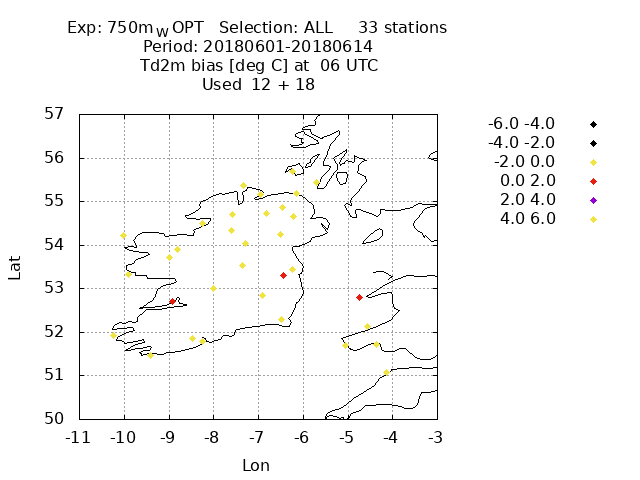 Exp: 750mWOPT Selection: ALL 33 stations
Period: 20180601-20180614
Td2m bias [deg C] at 06 UTC
Used 12 + 18
57
56
55
54
53
52
51
50
-11 -10 -9 -8 -7 -6 -5 -4 -3
Lat
Lon
-6.0 -4.0
-4.0 -2.0
-2.0 0.0
0.0 2.0
2.0 4.0
4.0 6.0